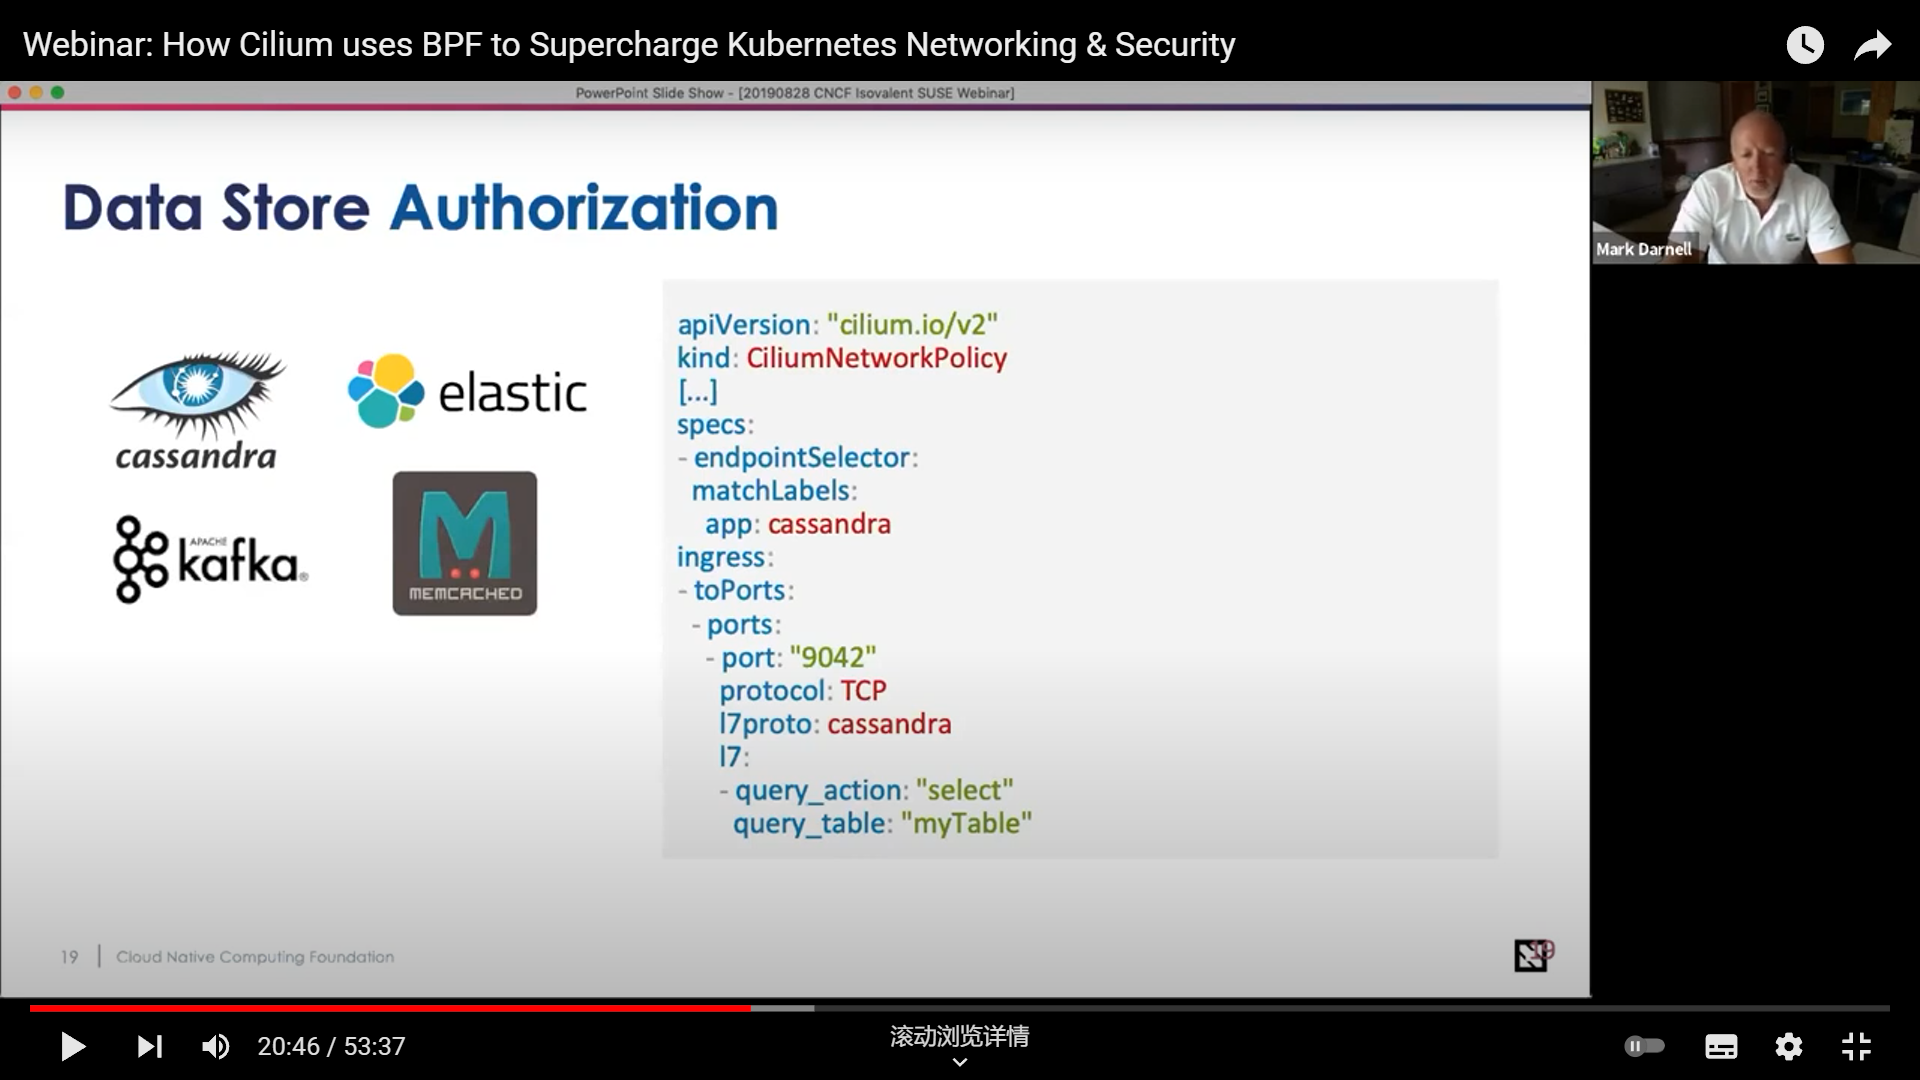 Webinar: How Cilium uses BPF to Supercharge Kubernetes Networking & Security
PowerPoint Slide Show - [20190828 CNCF Isovalent SUSE Webinar]
Data Store Authorization
cassandra
elastic
APACHE
kafka®
MEMCACHED
apiVersion: "cilium.io/v2"
kind: CiliumNetworkPolicy
[...]
specs:
- endpointSelector:
matchLabels:
app: cassandra
ingress:
- toPorts:
- ports:
- port: "9042"
protocol: TCP
l7proto: cassandra
l7:
- query_action: "select"
query_table: "myTable"
Mark Darnell
19 | Cloud Native Computing Foundation
19
20:46 / 53:37
滚动浏览详情